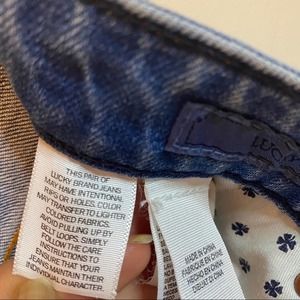 LUC
THIS PAIR OF
LUCKY BRAND JEANS
MAY HAVE INTENTIONAL
RIPS OR HOLES. COLOR
MAY TRANSFER TO LIGHTER
COLORED FABRICS.
AVOID PULLING UP BY
BELT LOOPS. SIMPLY
FOLLOW THE CARE
INSTRUCTIONS TO
ENSURE THAT YOUR
JEANS MAINTAIN THEIR
INDIVIDUAL CHARACTER.
MADE IN CHINA
FABRIQUE EN CHINE
HECHO EN CHINA